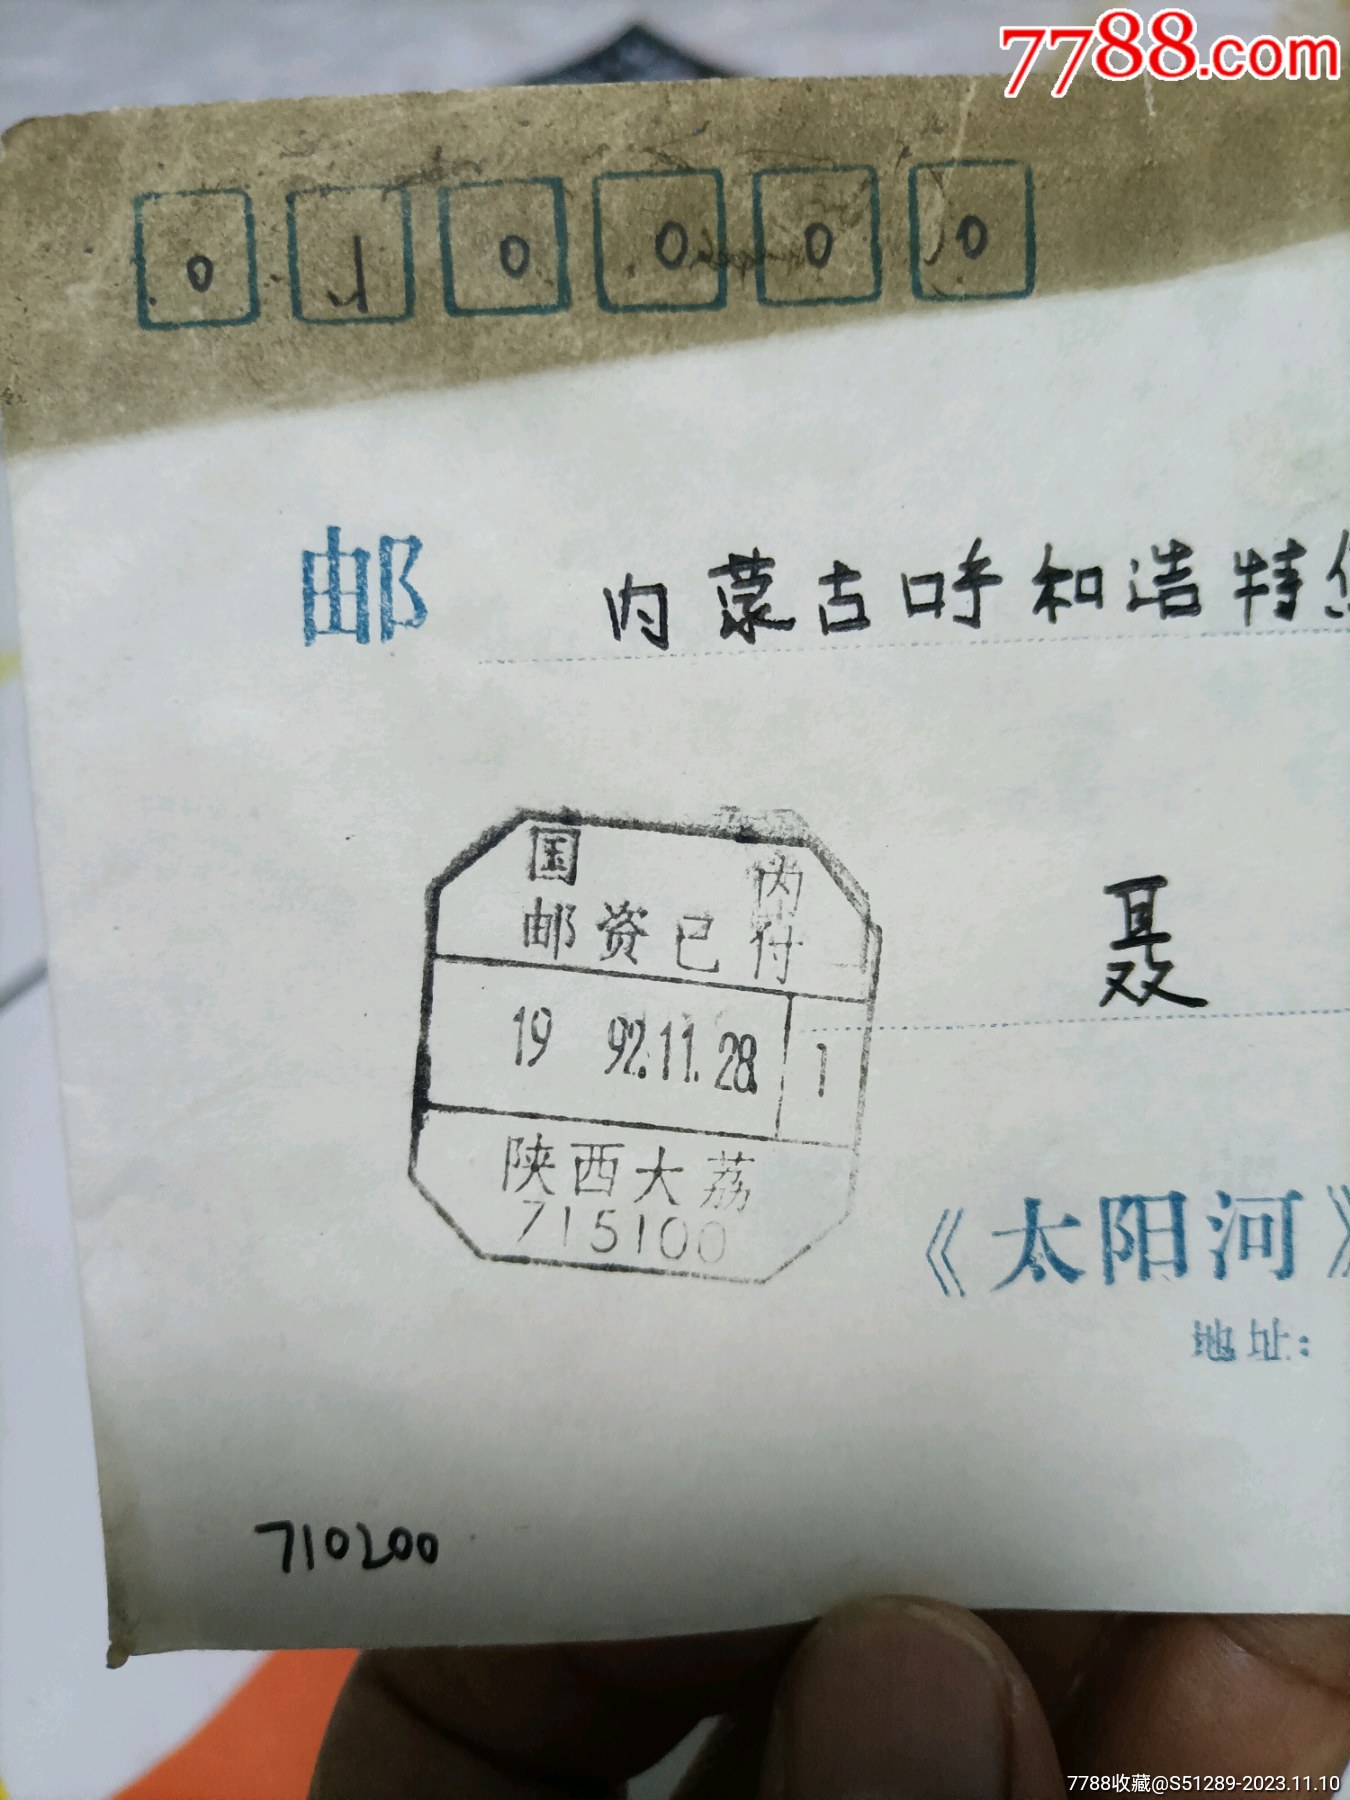 7788.com
010000
邮 内蒙古呼和浩特
聂
国 内
邮资已付
19 92.11.28 1
陕西大荔
715100
《太阳河》
地址:
710200
7788收藏@S51289-2023.11.10